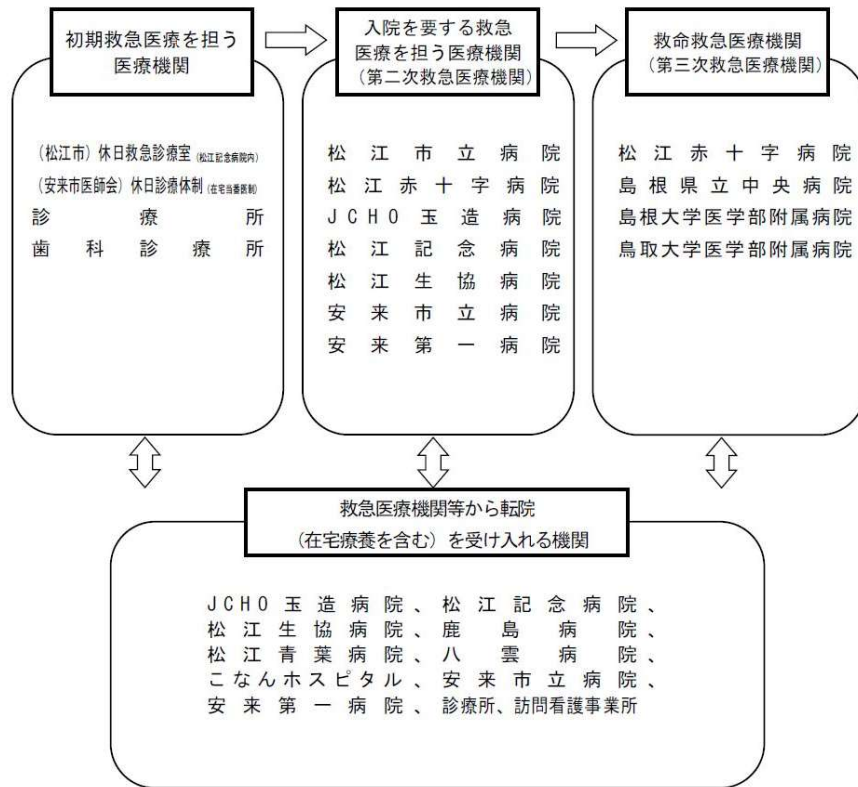 初期救急医療を担う
医療機関
(松江市)休日救急診療室(松江記念病院内)
(安来市医師会)休日診療体制(在宅当番医制)
診療所
歯科診療所
入院を要する救急
医療を担う医療機関
(第二次救急医療機関)
松江市立病院
松江赤十字病院
JCHO玉造病院
松江記念病院
松江生協病院
安来市立病院
安来第一病院
救命救急医療機関
(第三次救急医療機関)
松江赤十字病院
島根県立中央病院
島根大学医学部附属病院
鳥取大学医学部附属病院
救急医療機関等から転院
(在宅療養を含む)を受け入れる機関
JCHO玉造病院、松江記念病院、
松江生協病院、鹿島病院、
松江青葉病院、八雲病院、
こなんホスピタル、安来市立病院、
安来第一病院、診療所、訪問看護事業所